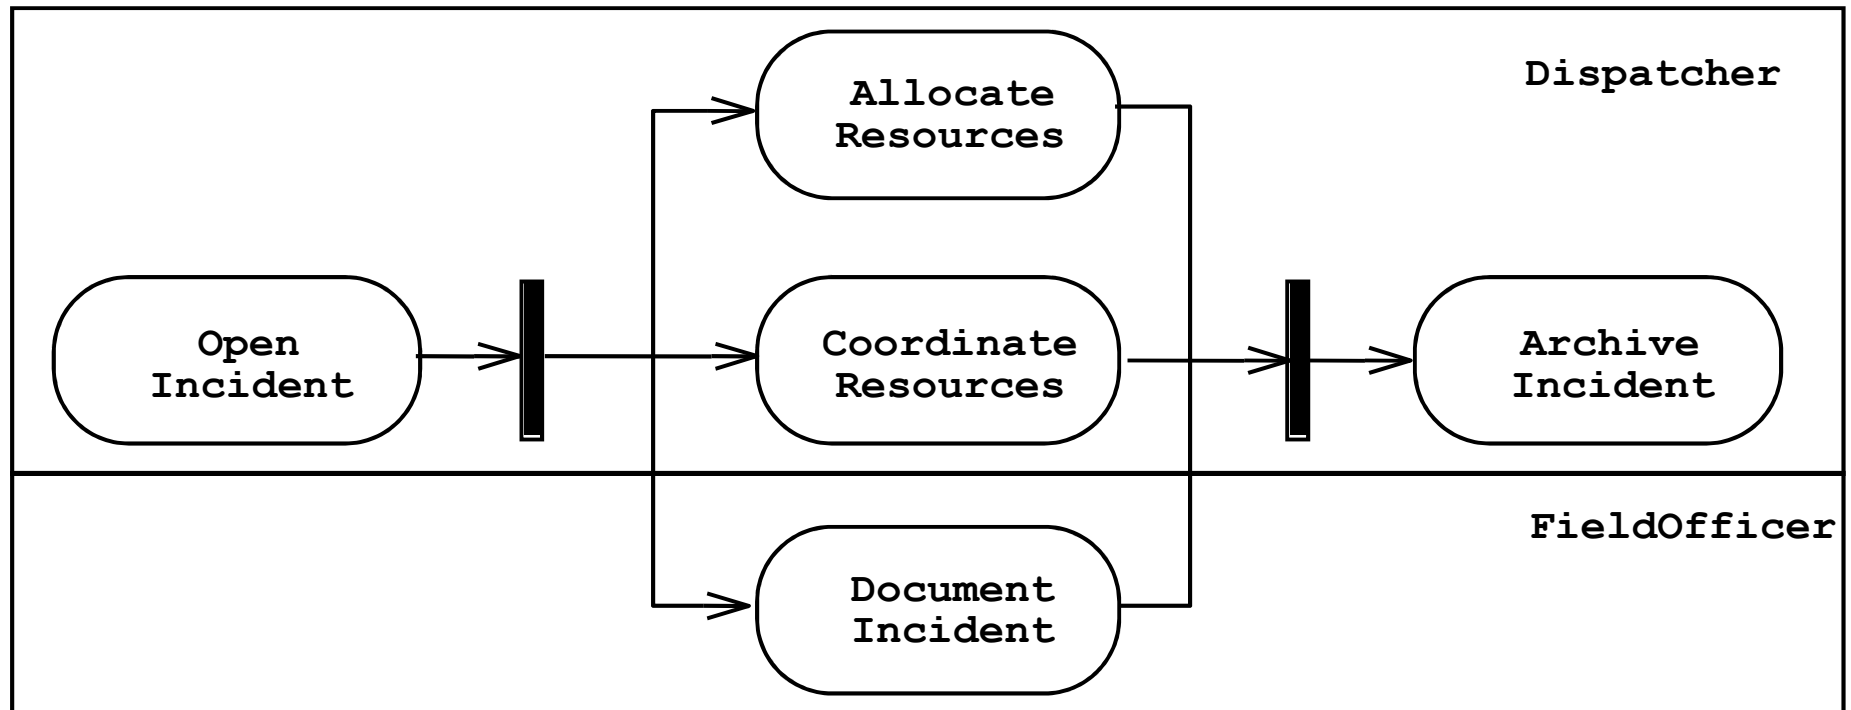 Dispatcher
Allocate
Resources
Open
Incident
Coordinate
Resources
Archive
Incident
FieldOfficer
Document
Incident